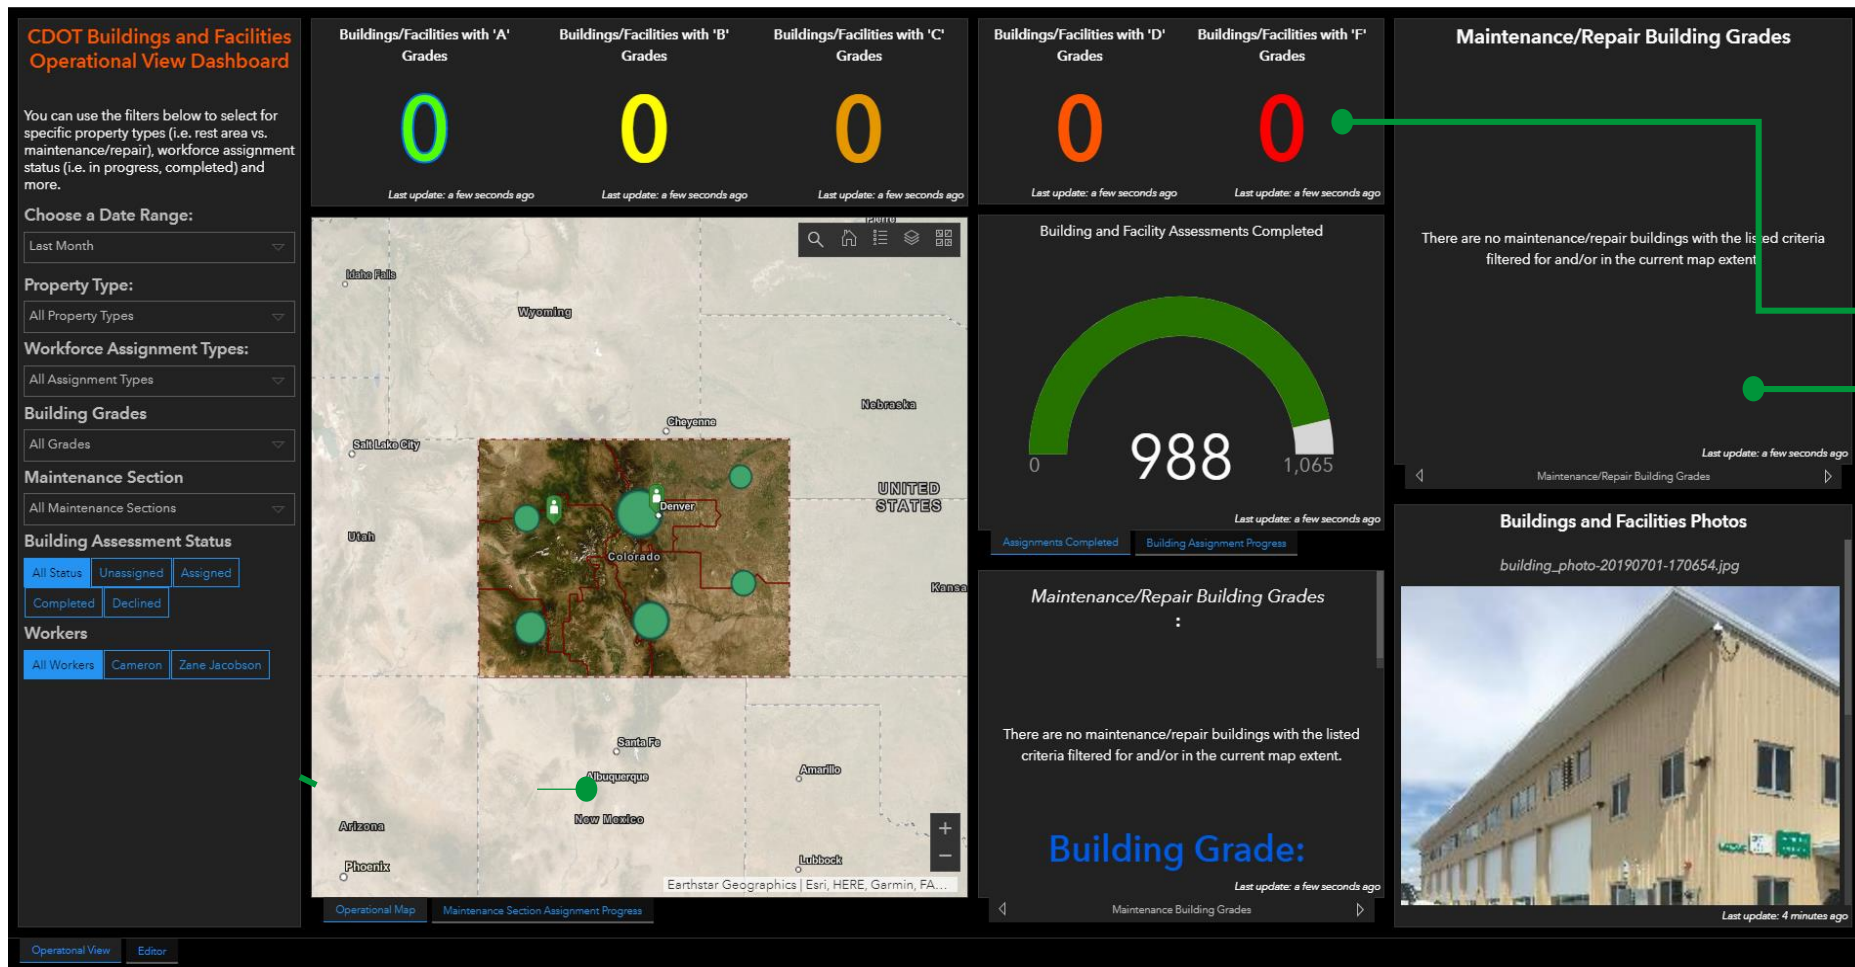 CDOT Buildings and Facilities
Operational View Dashboard
You can use the filters below to select for
specific property types (i.e. rest area vs.
maintenance/repair), workforce assignment
status (i.e. in progress, completed) and
more.
Choose a Date Range:
Last Month
Property Type:
All Property Types
Workforce Assignment Types:
All Assignment Types
Building Grades
All Grades
Maintenance Section
All Maintenance Sections
Building Assessment Status
All Status Unassigned Assigned
Completed Declined
Workers
All Workers Cameron Zane Jacobson
Buildings/Facilities with 'A'
Grades
0
Last update: a few seconds ago
Buildings/Facilities with 'B'
Grades
0
Last update: a few seconds ago
Buildings/Facilities with 'C'
Grades
0
Last update: a few seconds ago
Buildings/Facilities with 'D'
Grades
0
Last update: a few seconds ago
Buildings/Facilities with 'F'
Grades
0
Last update: a few seconds ago
Idaho Falls
Wyoming
Nebraska
Cheyenne
Salt Lake City
UNITED
STATES
Denver
Utah
Colorado
Kansa
Santa Fe
Albuquerque
Amarillo
New Mexico
Arizona
Phoenix
Lubbock
+
−
Earthstar Geographics | Esri, HERE, Garmin, FA...
Operational Map Maintenance Section Assignment Progress
Building and Facility Assessments Completed
988
0 1,065
Last update: a few seconds ago
Assignments Completed Building Assignment Progress
Maintenance/Repair Building Grades
:
There are no maintenance/repair buildings with the listed
criteria filtered for and/or in the current map extent.
Building Grade:
Last update: a few seconds ago
Maintenance Building Grades
Maintenance/Repair Building Grades
There are no maintenance/repair buildings with the listed criteria
filtered for and/or in the current map extent.
Last update: a few seconds ago
Maintenance/Repair Building Grades
Buildings and Facilities Photos
building_photo-20190701-170654.jpg
Last update: 4 minutes ago
Operatonal View Editor